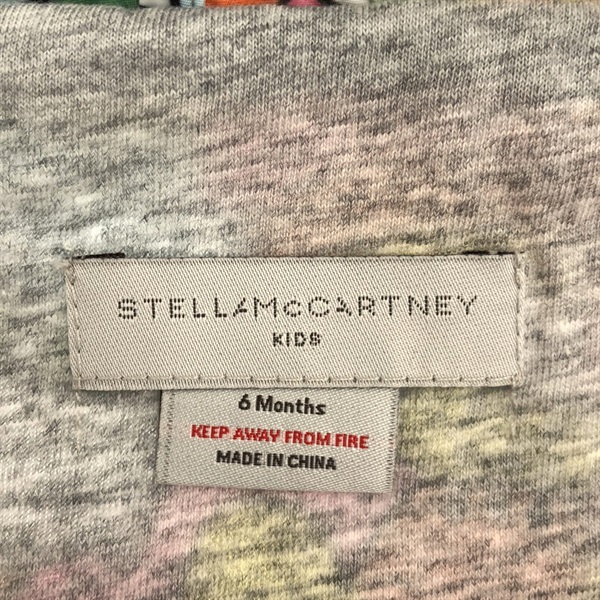 STELLAMcCARTNEY
KIDS
6 Months
KEEP AWAY FROM FIRE
MADE IN CHINA